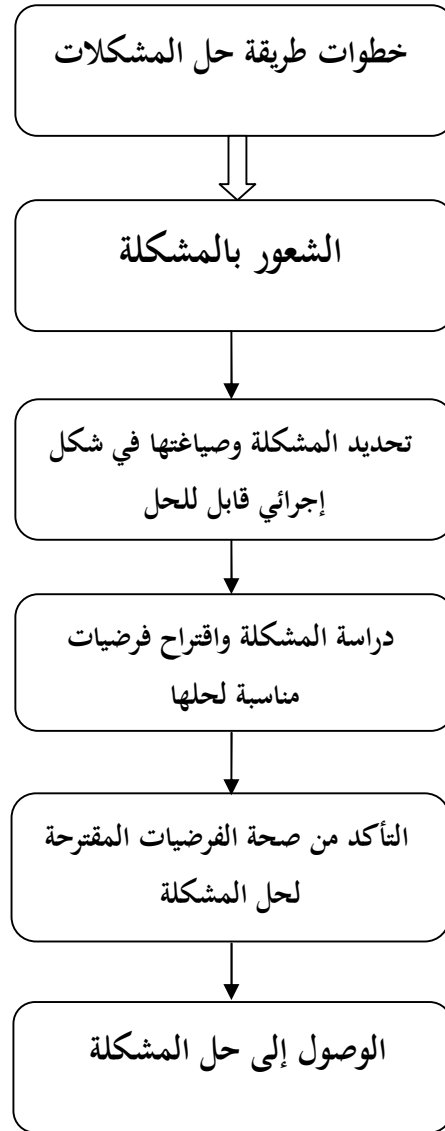 خطوات طريقة حل المشكلات
الشعور بالمشكلة
تحديد المشكلة وصياغتها في شكل
إجرائي قابل للحل
دراسة المشكلة واقتراح فرضيات
مناسبة لحلها
التأكد من صحة الفرضيات المقترحة
لحل المشكلة
الوصول إلى حل المشكلة